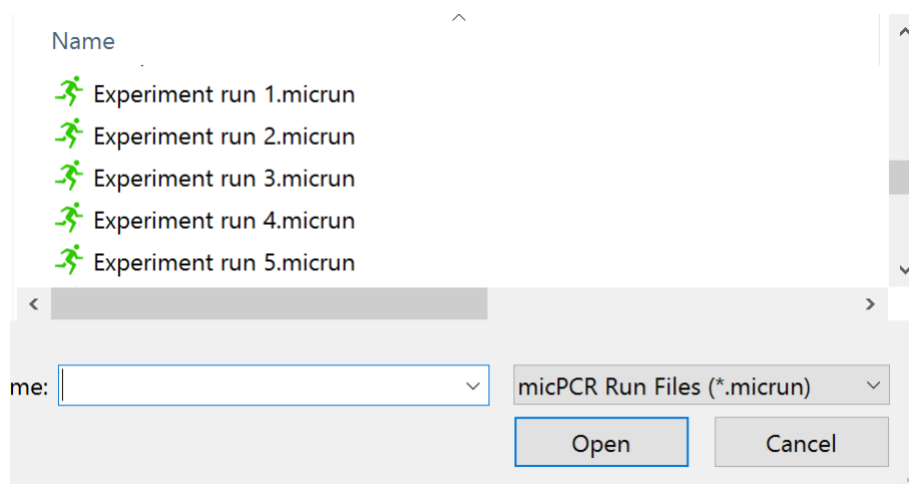 Name
Experiment run 1.micrun
Experiment run 2.micrun
Experiment run 3.micrun
Experiment run 4.micrun
Experiment run 5.micrun
me:
micPCR Run Files (*.micrun)
Open
Cancel